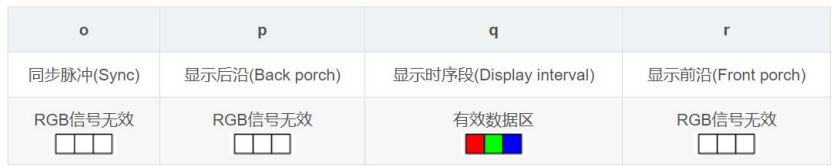 o p q r
同步脉冲(Sync) 显示后沿(Back porch) 显示时序段(Display interval) 显示前沿(Front porch)
RGB信号无效 RGB信号无效 有效数据区 RGB信号无效